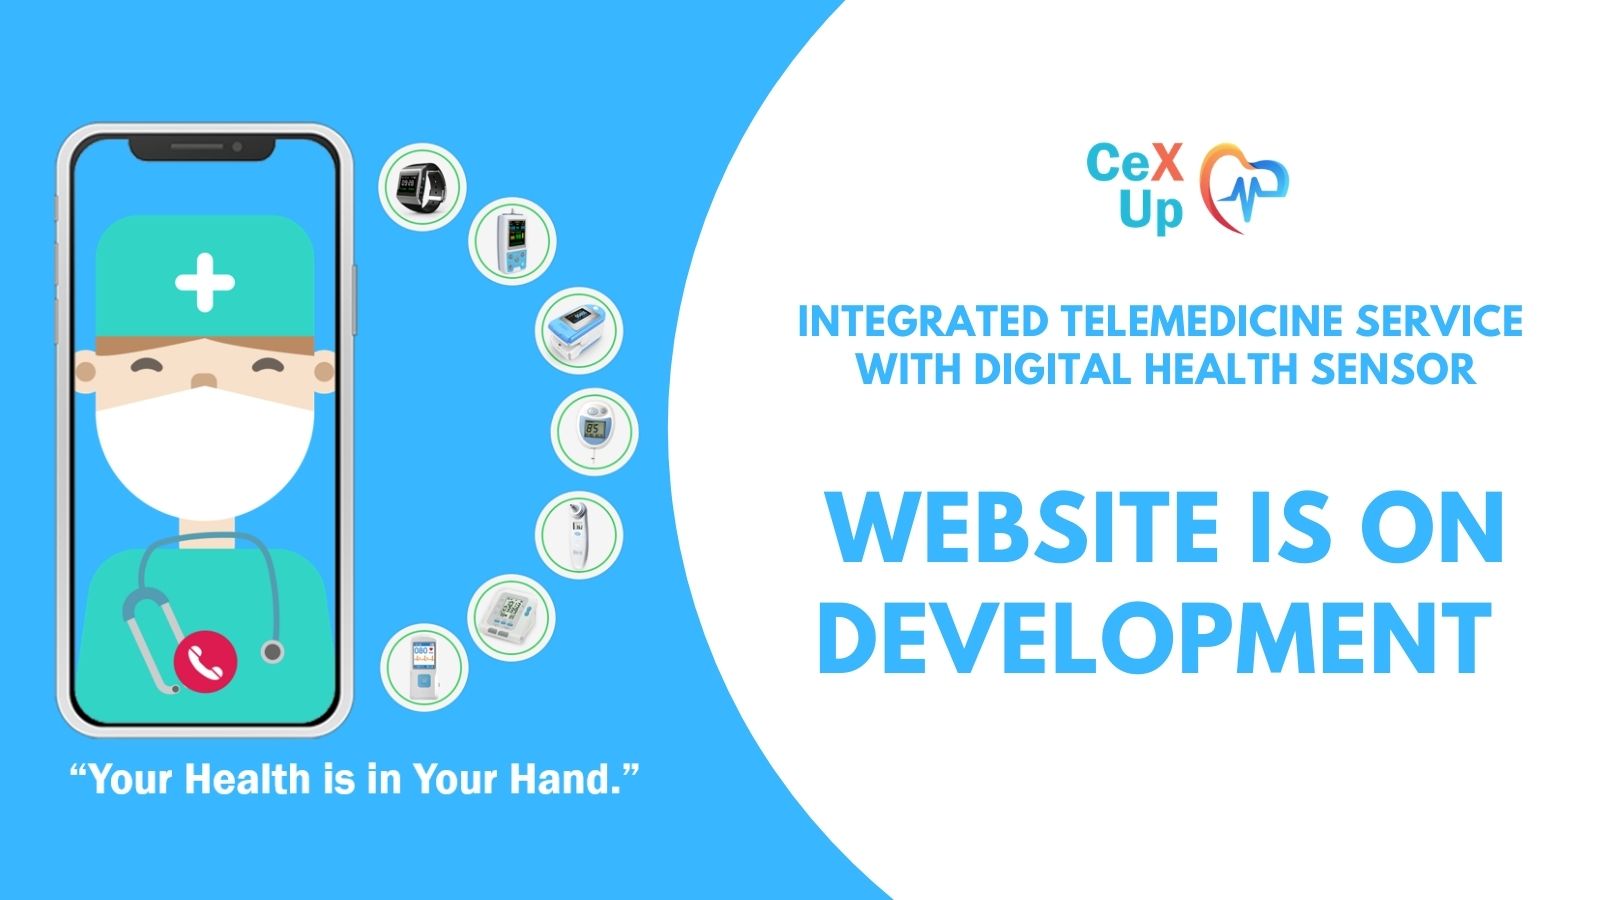 CeX
Up
INTEGRATED TELEMEDICINE SERVICE
WITH DIGITAL HEALTH SENSOR
WEBSITE IS ON
DEVELOPMENT
“Your Health is in Your Hand.”